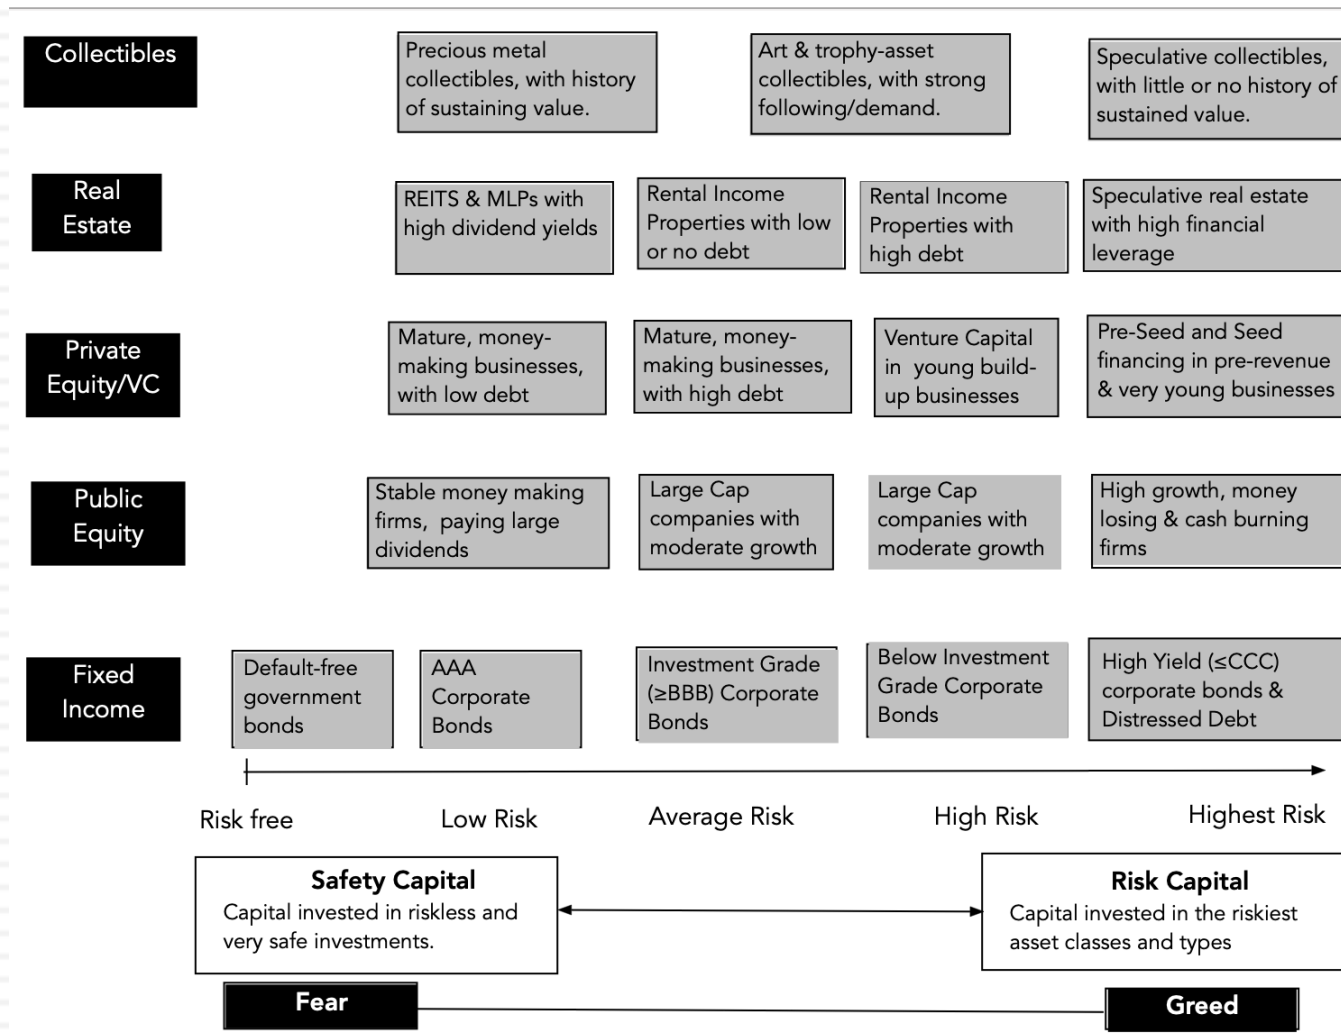 Collectibles
Precious metal
collectibles, with history
of sustaining value.
Art & trophy-asset
collectibles, with strong
following/demand.
Speculative collectibles,
with little or no history of
sustained value.
Real
Estate
REITS & MLPs with
high dividend yields
Rental Income
Properties with low
or no debt
Rental Income
Properties with
high debt
Speculative real estate
with high financial
leverage
Private
Equity/VC
Mature, money-
making businesses,
with low debt
Mature, money-
making businesses,
with high debt
Venture Capital
in young build-
up businesses
Pre-Seed and Seed
financing in pre-revenue
& very young businesses
Public
Equity
Stable money making
firms, paying large
dividends
Large Cap
companies with
moderate growth
Large Cap
companies with
moderate growth
High growth, money
losing & cash burning
firms
Fixed
Income
Default-free
government
bonds
AAA
Corporate
Bonds
Investment Grade
(≥BBB) Corporate
Bonds
Below Investment
Grade Corporate
Bonds
High Yield (≤CCC)
corporate bonds &
Distressed Debt
Risk free
Low Risk
Average Risk
High Risk
Highest Risk
Safety Capital
Capital invested in riskless and
very safe investments.
Risk Capital
Capital invested in the riskiest
asset classes and types
Fear
Greed